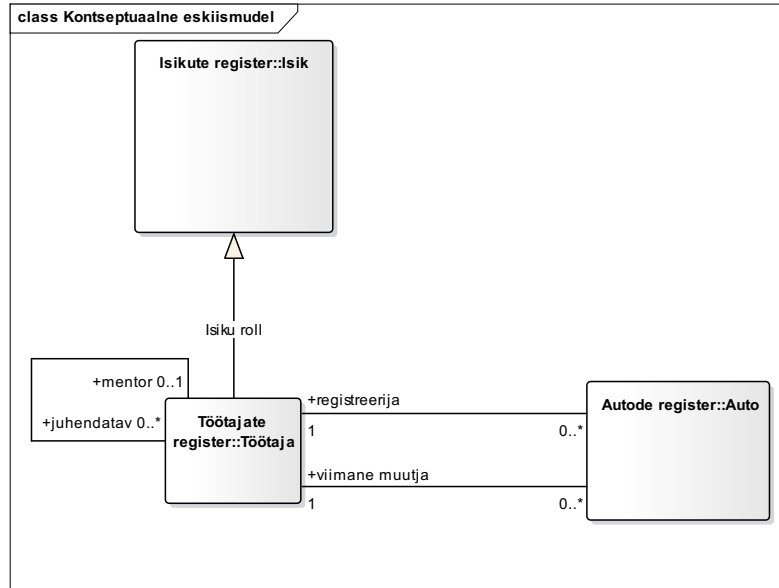 class Kontseptuaalne eskiismudel
Isikute register::Isik
Isiku roll
+mentor 0..1
+juhendatav 0..*
Töötajate
register::Töötaja
+registreerija
1
0..*
+viimane muutja
1
0..*
Autode register::Auto